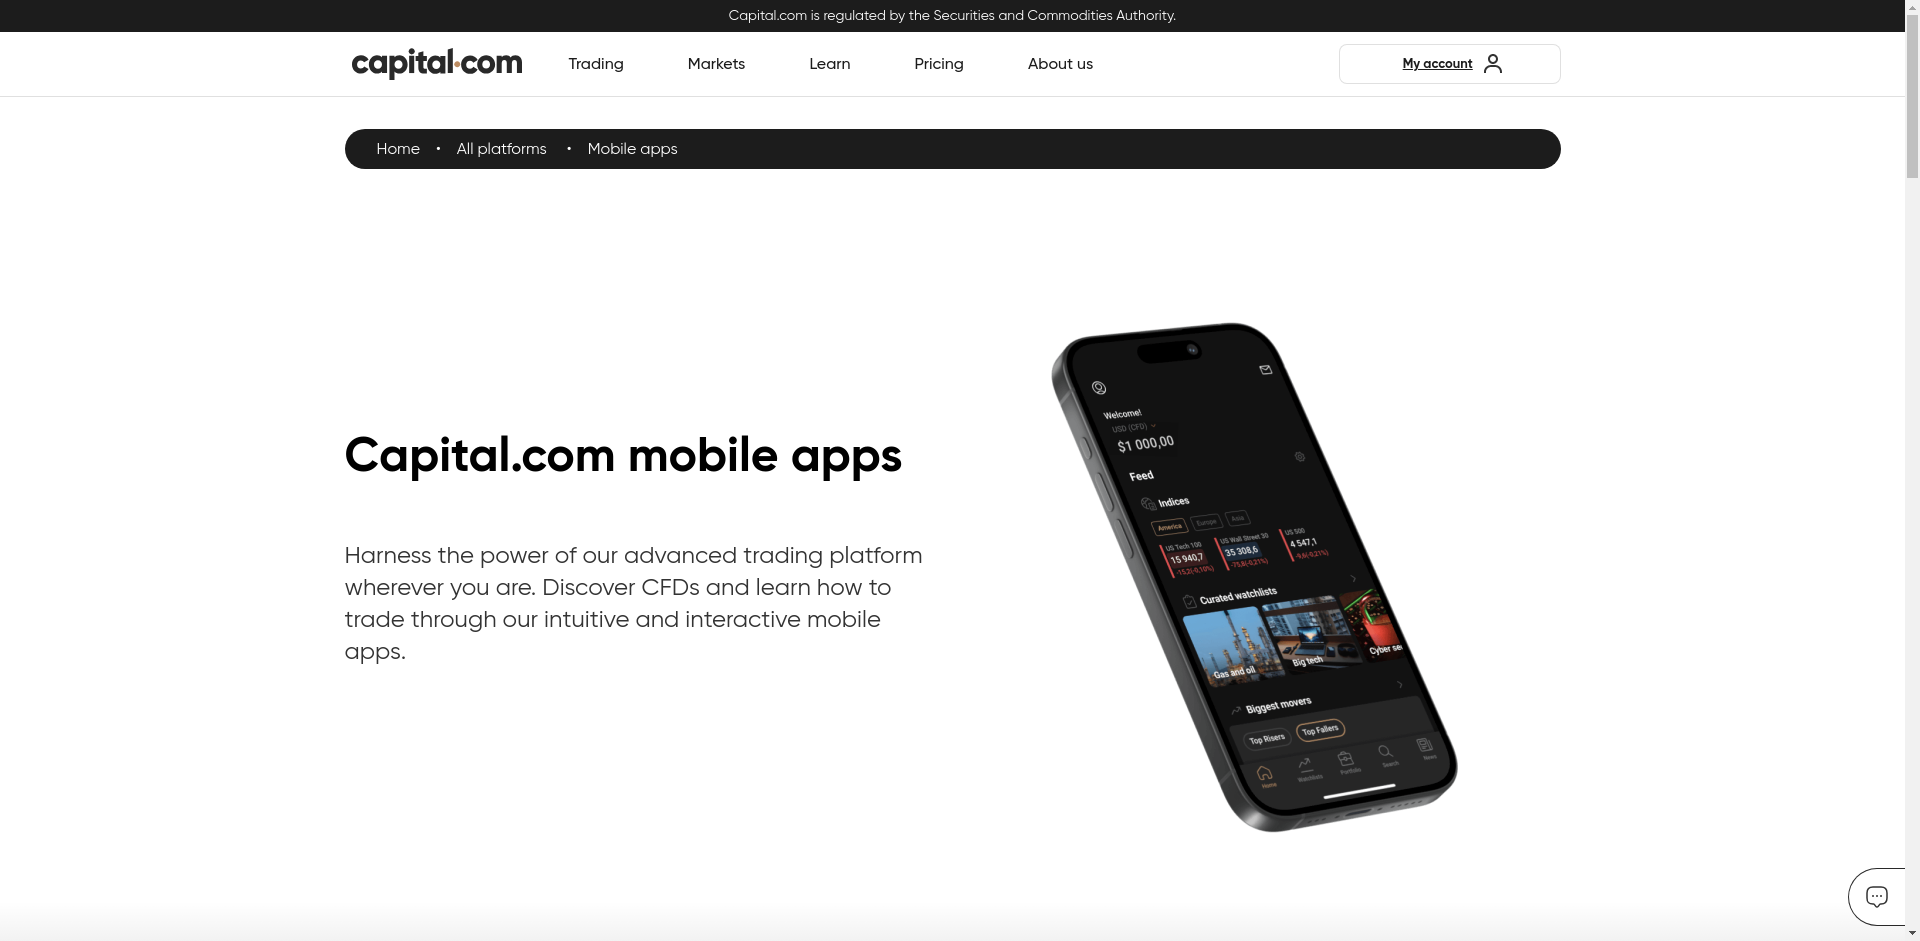 Capital.com is regulated by the Securities and Commodities Authority.
capital.com
Trading
Markets
Learn
Pricing
About us
My account
Home • All platforms • Mobile apps
Capital.com mobile apps
Harness the power of our advanced trading platform
wherever you are. Discover CFDs and learn how to
trade through our intuitive and interactive mobile
apps.
Welcome!
USD (CFD)
$1 000,00
Feed
Indices
America Europe Asia
US Tech 100 US Wall Street 30 US 500
15 940,7 35 308,6 4 547,1
-15,2(-0,10%) -75,8(-0,21%) -9,6(-0,21%)
Curated watchlists
Gas and oil Big tech Cyber se
Biggest movers
Top Risers Top Fallers
Home Watchlists Portfolio Search News